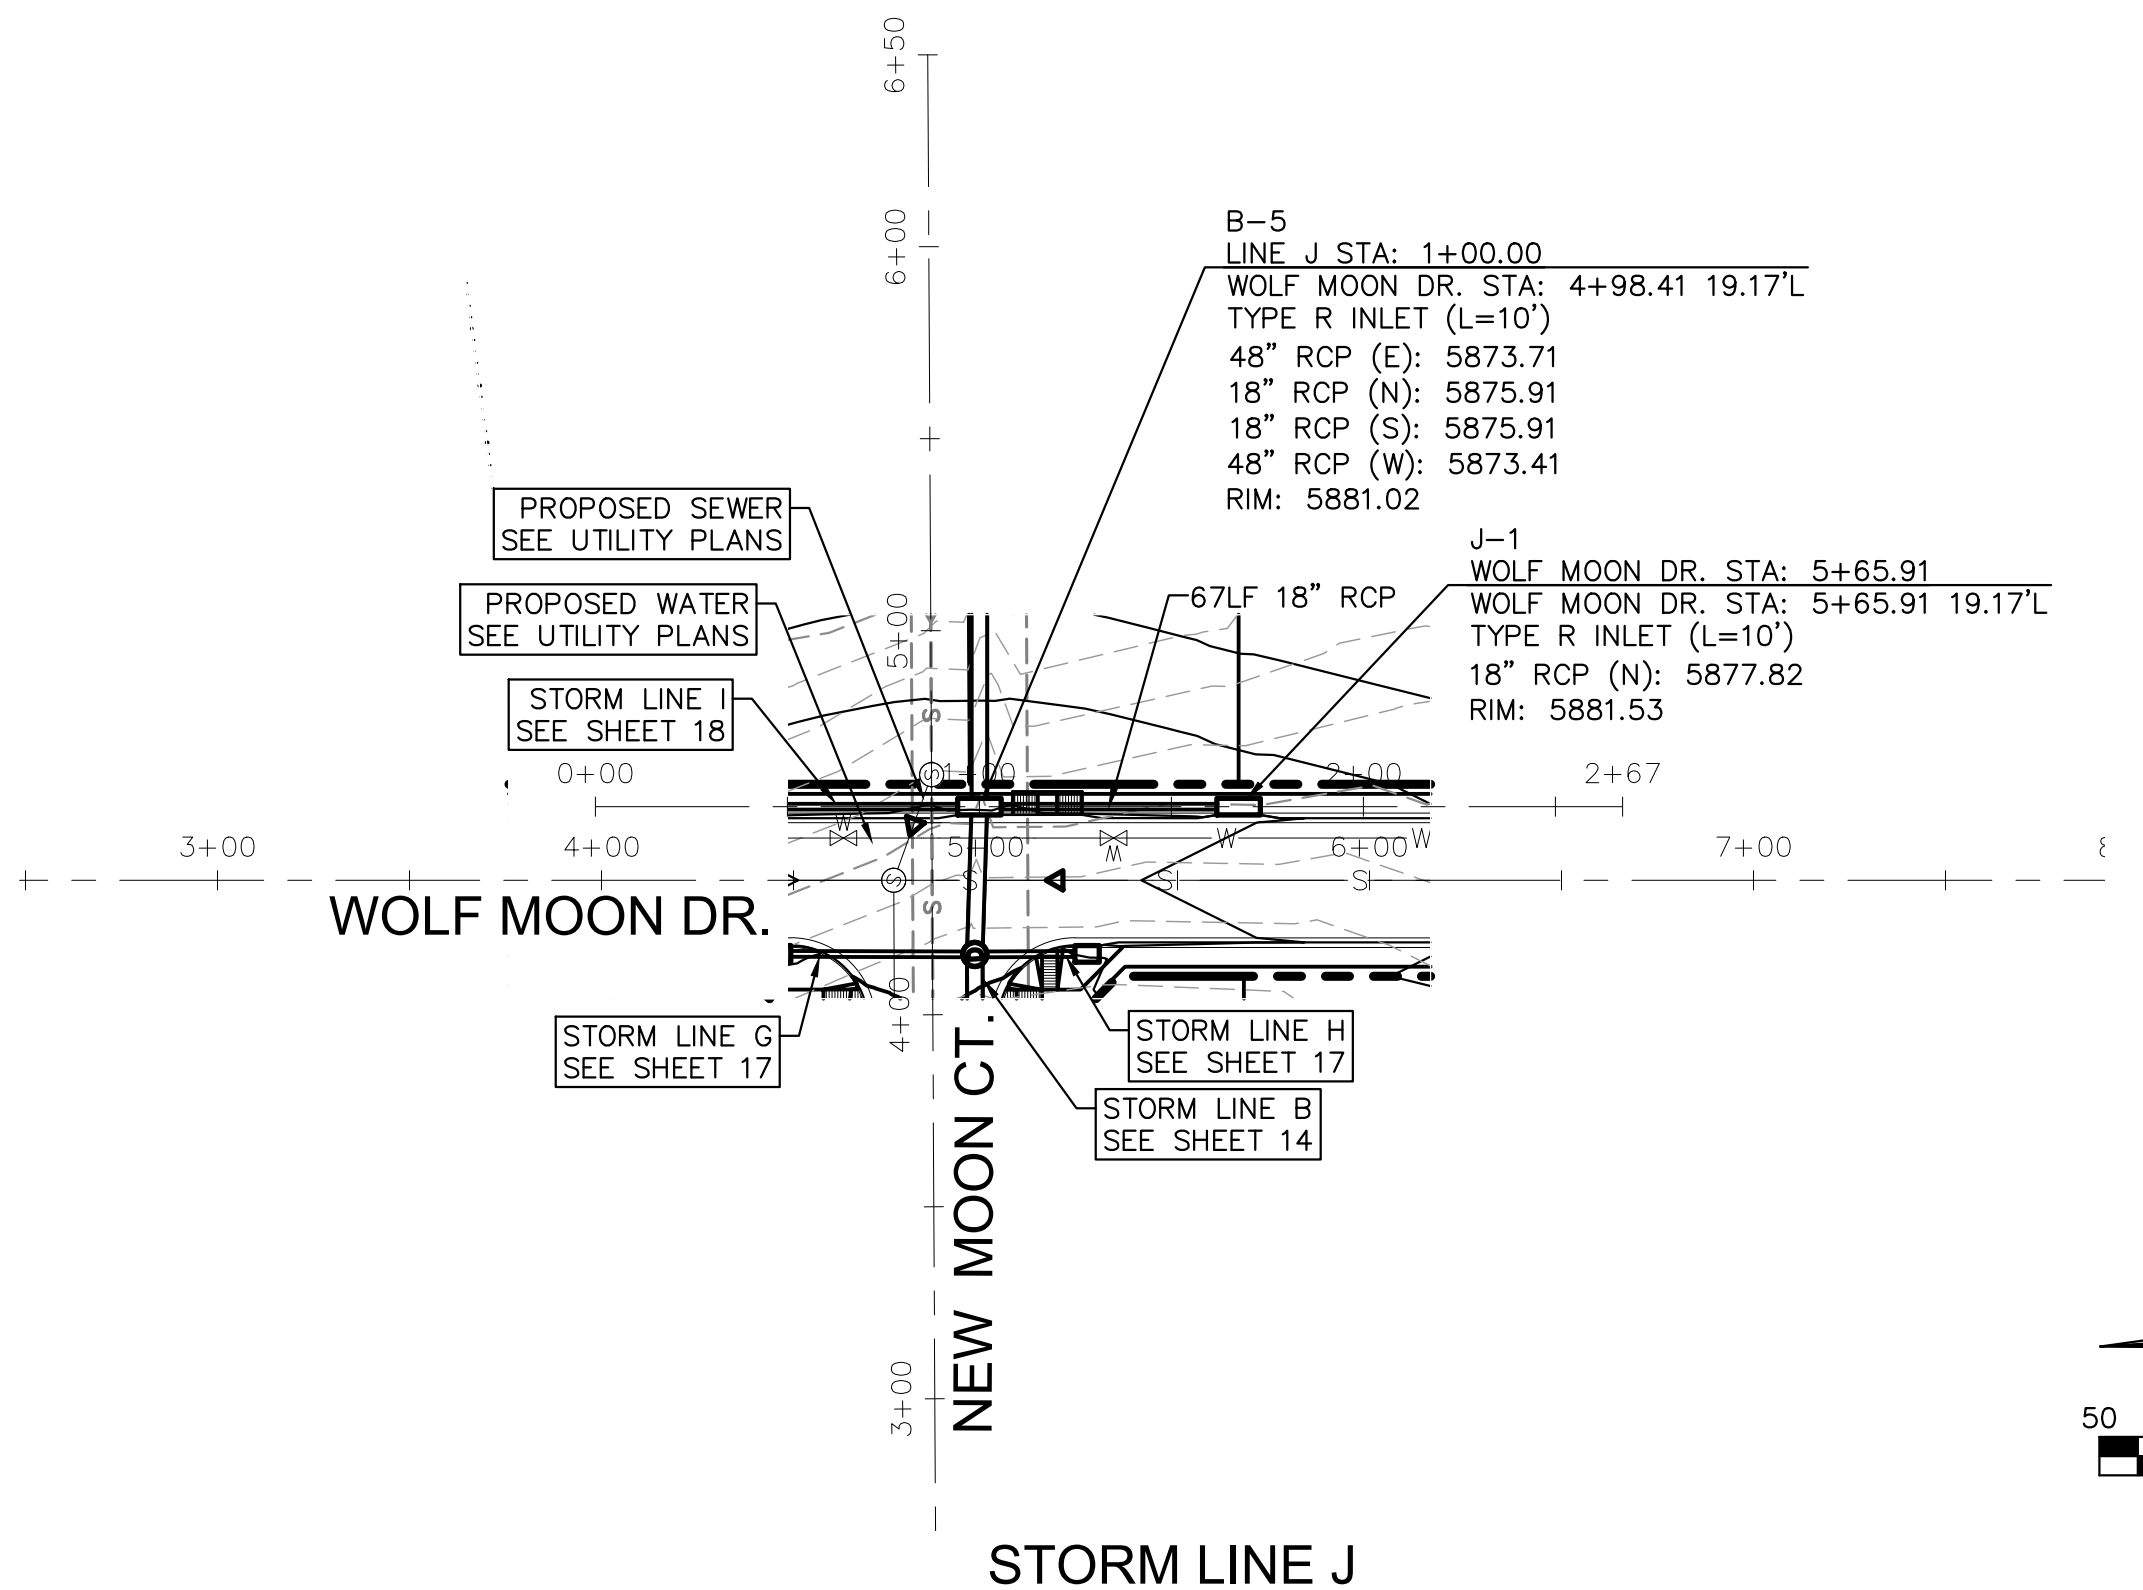 6+50
6+00
5+00
4+00
3+00
B-5
LINE J STA: 1+00.00
WOLF MOON DR. STA: 4+98.41 19.17'L
TYPE R INLET (L=10')
48" RCP (E): 5873.71
18" RCP (N): 5875.91
18" RCP (S): 5875.91
48" RCP (W): 5873.41
RIM: 5881.02
J-1
WOLF MOON DR. STA: 5+65.91
WOLF MOON DR. STA: 5+65.91 19.17'L
TYPE R INLET (L=10')
18" RCP (N): 5877.82
RIM: 5881.53
67LF 18" RCP
PROPOSED SEWER
SEE UTILITY PLANS
PROPOSED WATER
SEE UTILITY PLANS
STORM LINE I
SEE SHEET 18
0+00
1+00
2+00
2+67
S
S
W
W
W
W
3+00
4+00
5+00
6+00
7+00
S
S
S
S
S
WOLF MOON DR.
STORM LINE G
SEE SHEET 17
STORM LINE H
SEE SHEET 17
STORM LINE B
SEE SHEET 14
NEW MOON CT.
50
STORM LINE J